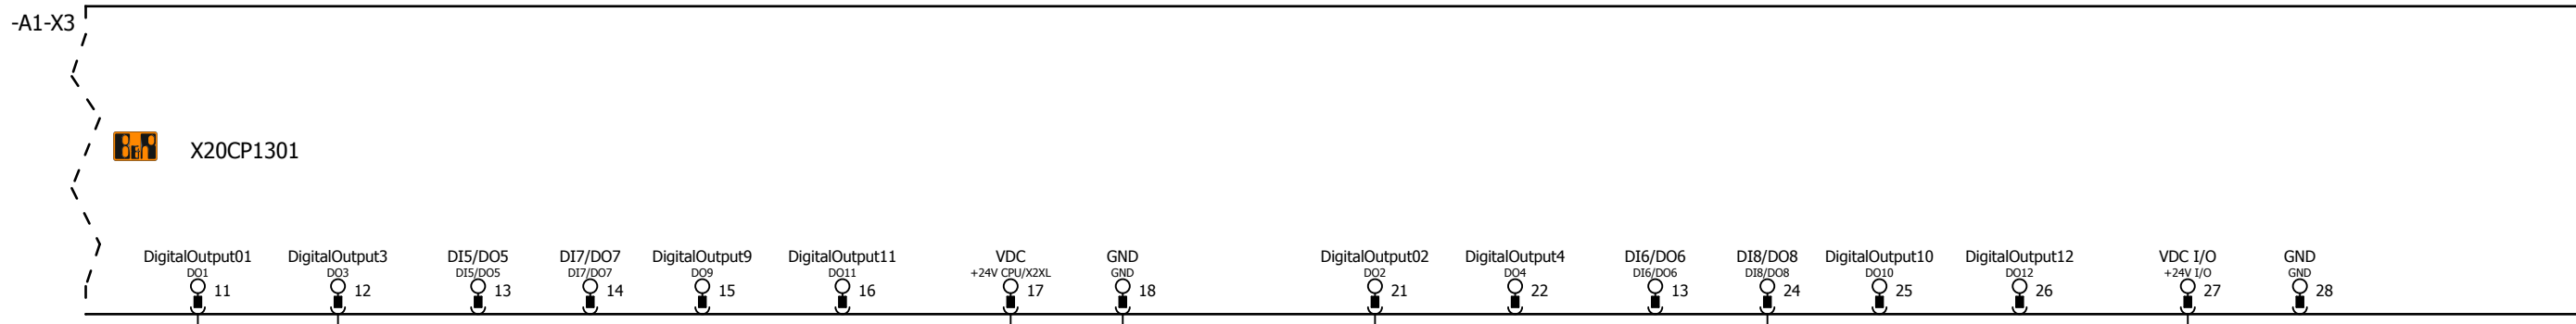 -A1-X3
B&R X20CP1301
DigitalOutput01 DigitalOutput3 DI5/DO5 DI7/DO7 DigitalOutput9 DigitalOutput11 VDC GND DigitalOutput02 DigitalOutput4 DI6/DO6 DI8/DO8 DigitalOutput10 DigitalOutput12 VDC I/O GND
DO1 DO3 DI5/DO5 DI7/DO7 DO9 DO11 +24V CPU/X2XL GND DO2 DO4 DI6/DO6 DI8/DO8 DO10 DO12 +24V I/O GND
11 12 13 14 15 16 17 18 21 22 13 24 25 26 27 28